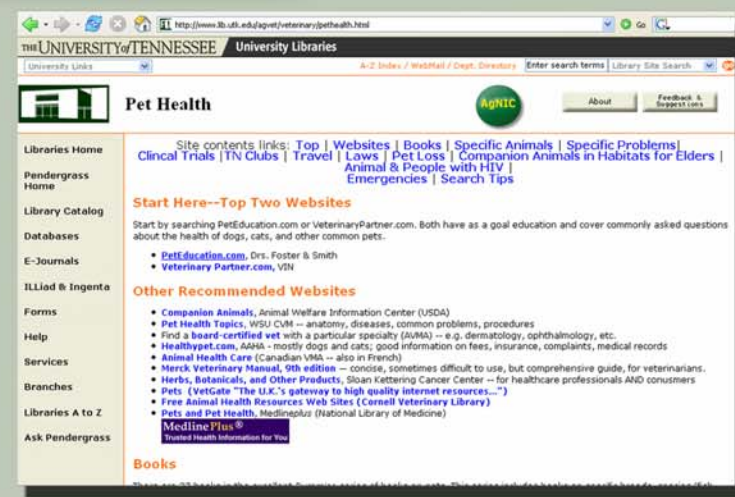 http://www.lib.utk.edu/agvet/veterinary/pethealth.html
Go
THE UNIVERSITY of TENNESSEE University Libraries
University Links
A-Z Index / WebMail / Dept. Directory Enter search terms Library Site Search
Pet Health
AgNIC
About
Feedback & Suggestions
Libraries Home
Pendergrass Home
Library Catalog
Databases
E-Journals
ILLiad & Ingenta
Forms
Help
Services
Branches
Libraries A to Z
Ask Pendergrass
Site contents links: Top | Websites | Books | Specific Animals | Specific Problems|
Clincal Trials |TN Clubs | Travel | Laws | Pet Loss | Companion Animals in Habitats for Elders |
Animal & People with HIV |
Emergencies | Search Tips
Start Here--Top Two Websites
Start by searching PetEducation.com or VeterinaryPartner.com. Both have as a goal education and cover commonly asked questions
about the health of dogs, cats, and other common pets.
• PetEducation.com, Drs. Foster & Smith
• Veterinary Partner.com, VIN
Other Recommended Websites
• Companion Animals, Animal Welfare Information Center (USDA)
• Pet Health Topics, WSU CVM -- anatomy, diseases, common problems, procedures
• Find a board-certified vet with a particular specialty (AVMA) -- e.g. dermatology, ophthalmology, etc.
• Healthypet.com, AAHA - mostly dogs and cats; good information on fees, insurance, complaints, medical records
• Animal Health Care (Canadian VMA -- also in French)
• Merck Veterinary Manual, 9th edition -- concise, sometimes difficult to use, but comprehensive guide, for veterinarians.
• Herbs, Botanicals, and Other Products, Sloan Kettering Cancer Center -- for healthcare professionals AND conusmers
• Pets (VetGate "The U.K.'s gateway to high quality internet resources...")
• Free Animal Health Resources Web Sites (Cornell Veterinary Library)
• Pets and Pet Health, Medlineplus (National Library of Medicine)
MedlinePlus®
Trusted Health Information for You
Books